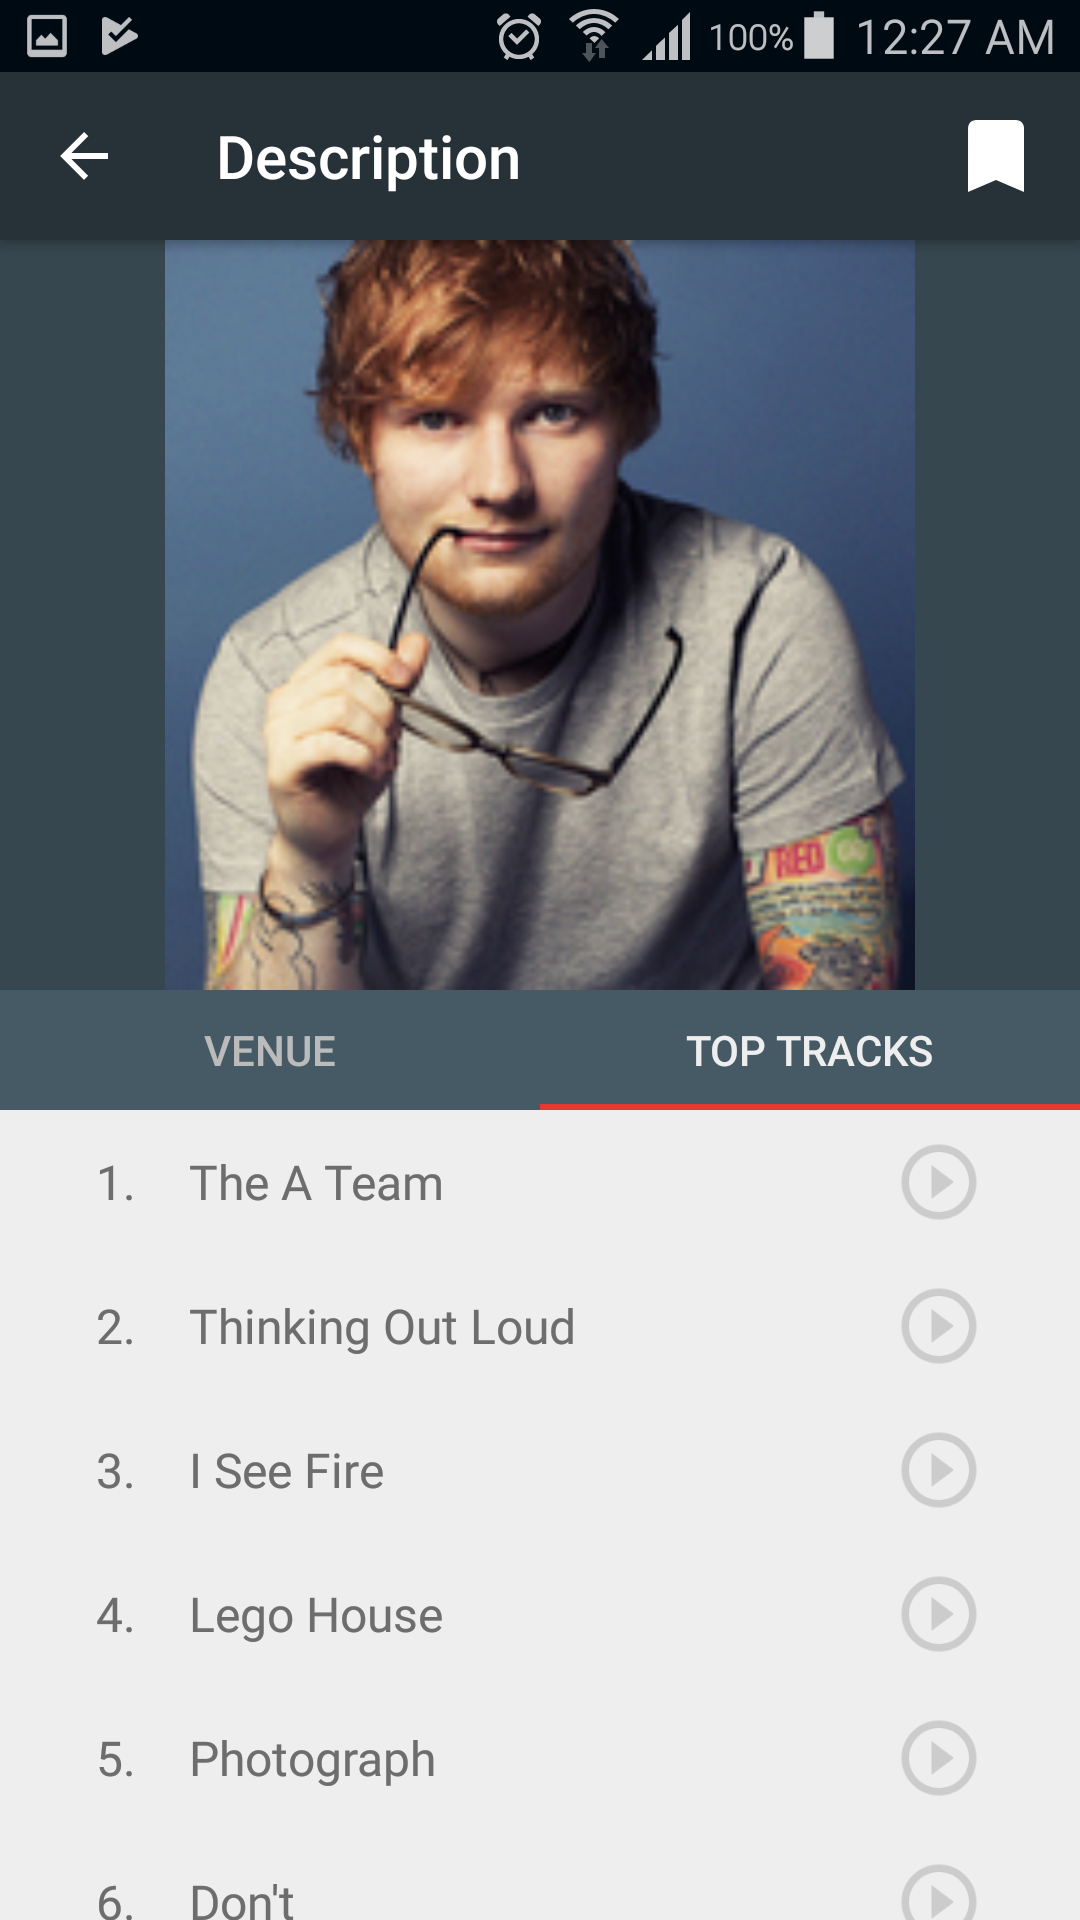 100% 12:27 AM
Description
RED
VENUE TOP TRACKS
1. The A Team
2. Thinking Out Loud
3. I See Fire
4. Lego House
5. Photograph
6. Don't